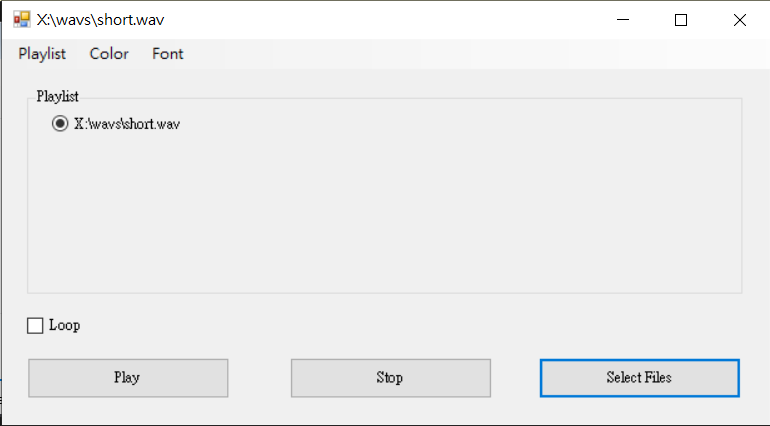 X:\wavs\short.wav
Playlist Color Font
Playlist
X:\wavs\short.wav
Loop
Play Stop Select Files